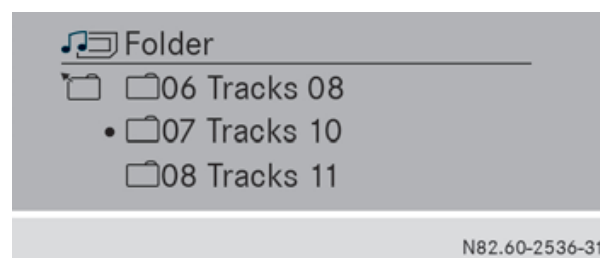 Folder
06 Tracks 08
07 Tracks 10
08 Tracks 11
N82.60-2536-31